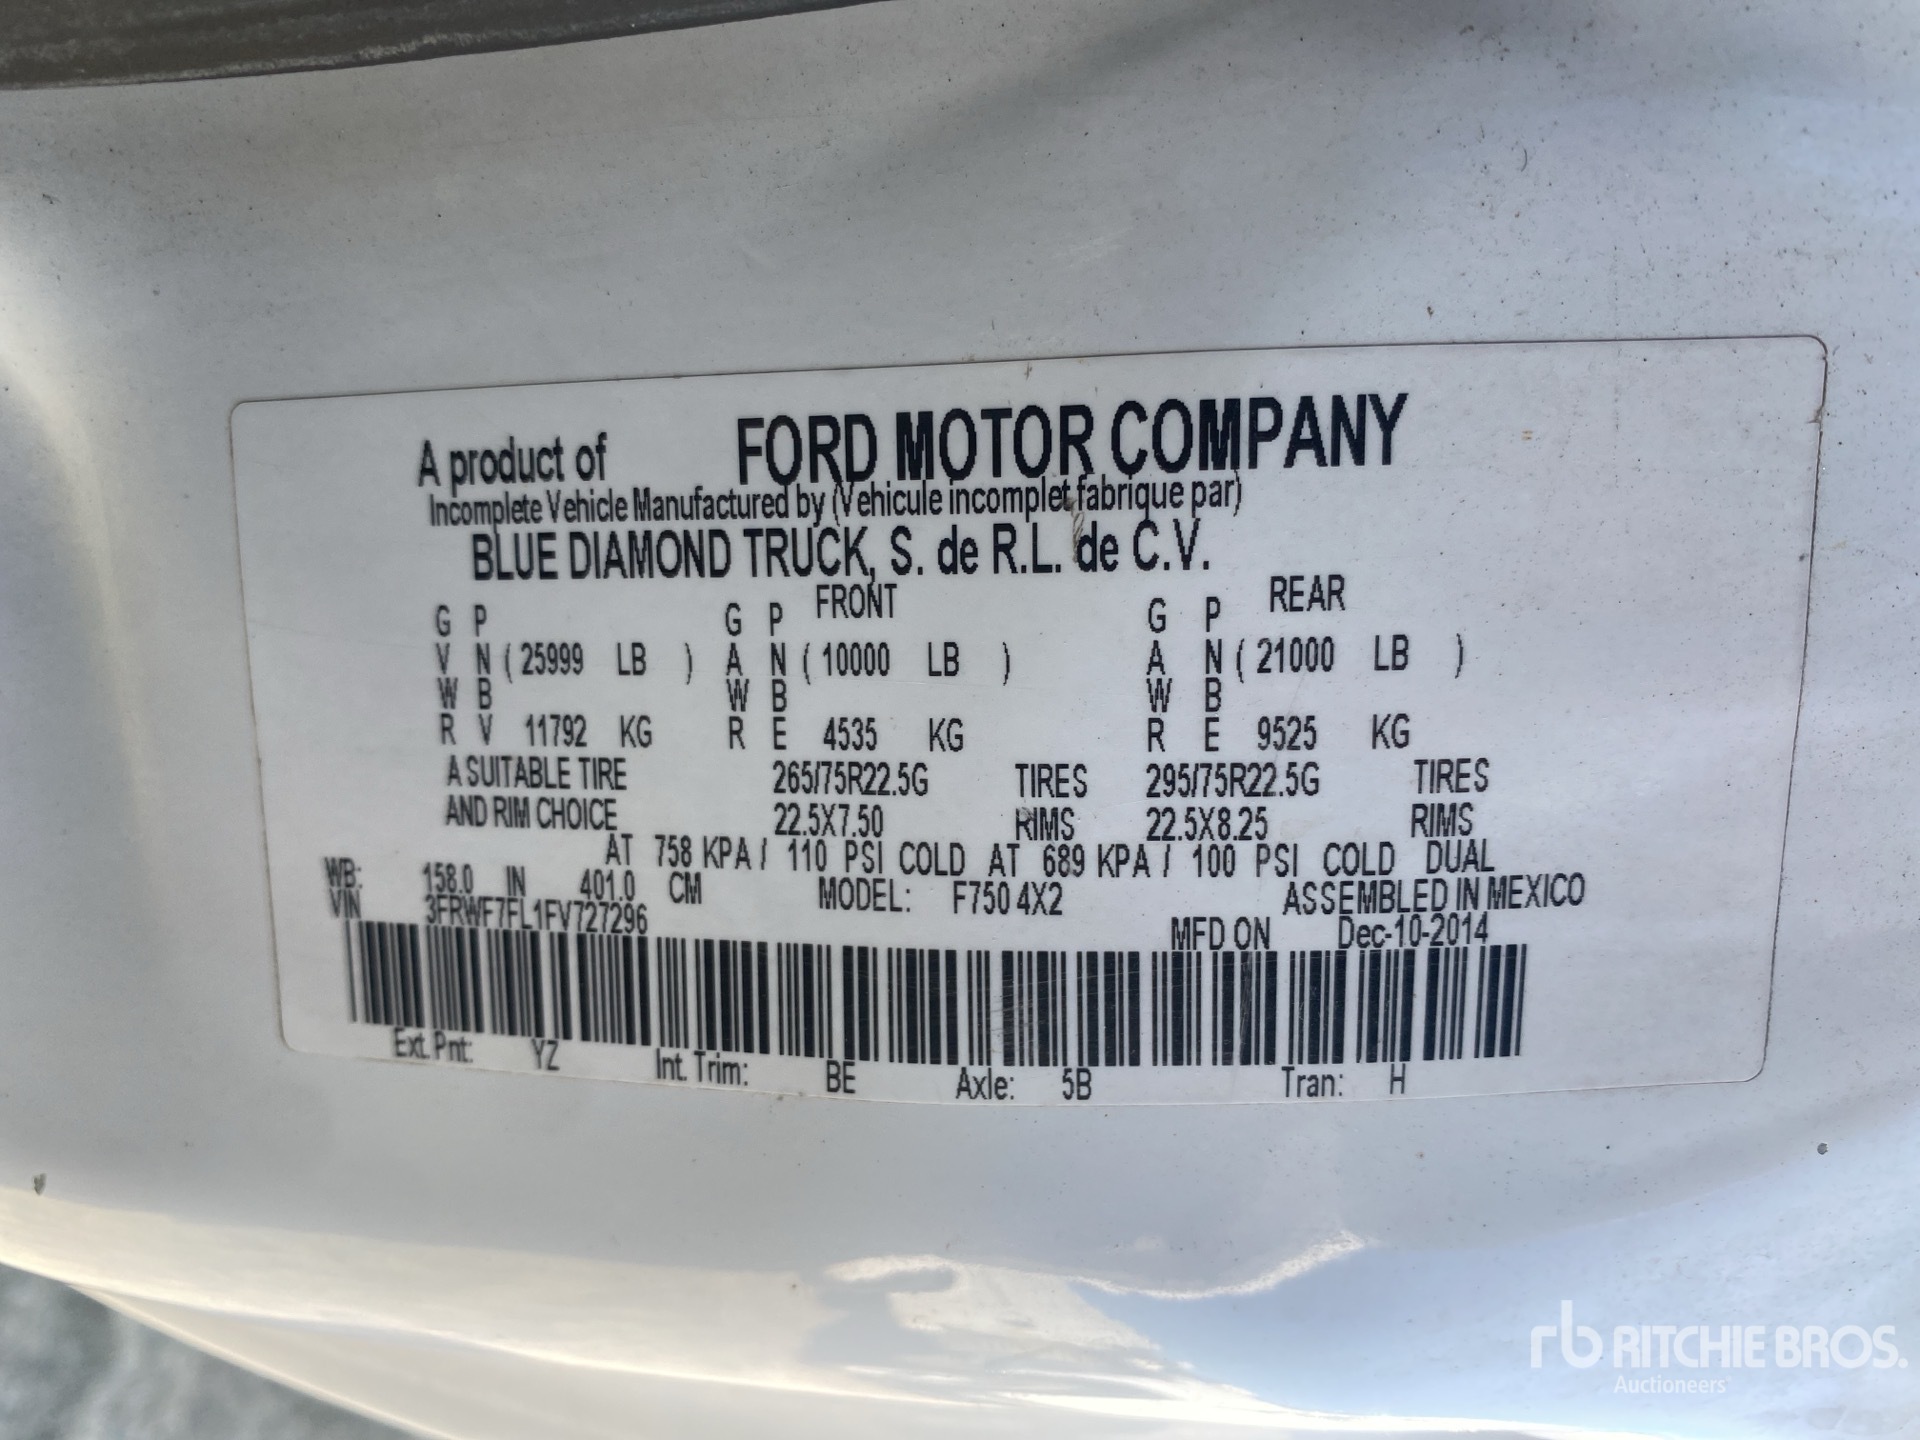 A product of FORD MOTOR COMPANY
Incomplete Vehicle Manufactured by (Vehicule incomplet fabrique par)
BLUE DIAMOND TRUCK, S. de R.L. de C.V.
G P G P FRONT G P REAR
V N ( 25999 LB ) A N ( 10000 LB ) A N ( 21000 LB )
W B W B W B
R V 11792 KG R E 4535 KG R E 9525 KG
A SUITABLE TIRE 265/75R22.5G TIRES 295/75R22.5G TIRES
AND RIM CHOICE 22.5X7.50 RIMS 22.5X8.25 RIMS
AT 758 KPA / 110 PSI COLD AT 689 KPA / 100 PSI COLD DUAL
WB: 158.0 IN 401.0 CM MODEL: F750 4X2 ASSEMBLED IN MEXICO
VIN 3FRWF7FL1FV727296 MFD ON Dec-10-2014
Ext. Pnt: YZ Int. Trim: BE Axle: 5B Tran: H
rb RITCHIE BROS.
Auctioneers